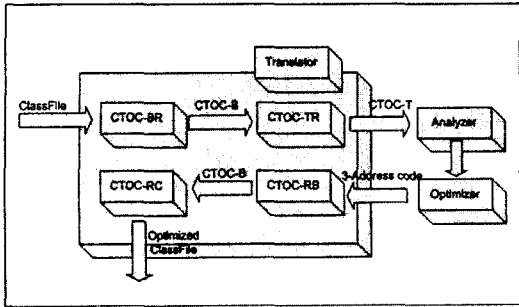 Translator
ClassFile
CTOC-BR
CTOC-B
CTOC-TR
CTOC-T
Analyzer
CTOC-RC
CTOC-B
CTOC-RB
3-Address code
Optimizer
Optimized
ClassFile